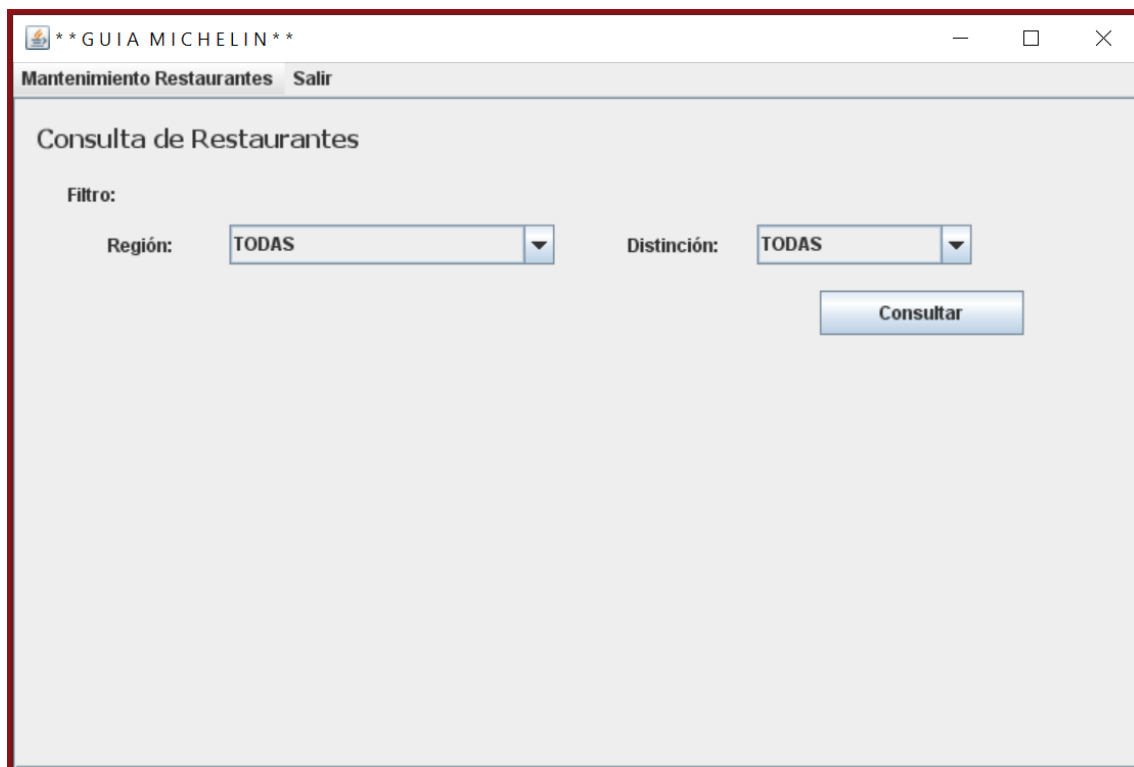 **GUIA MICHELIN**
Mantenimiento Restaurantes Salir
Consulta de Restaurantes
Filtro:
Región: TODAS Distinción: TODAS
Consultar